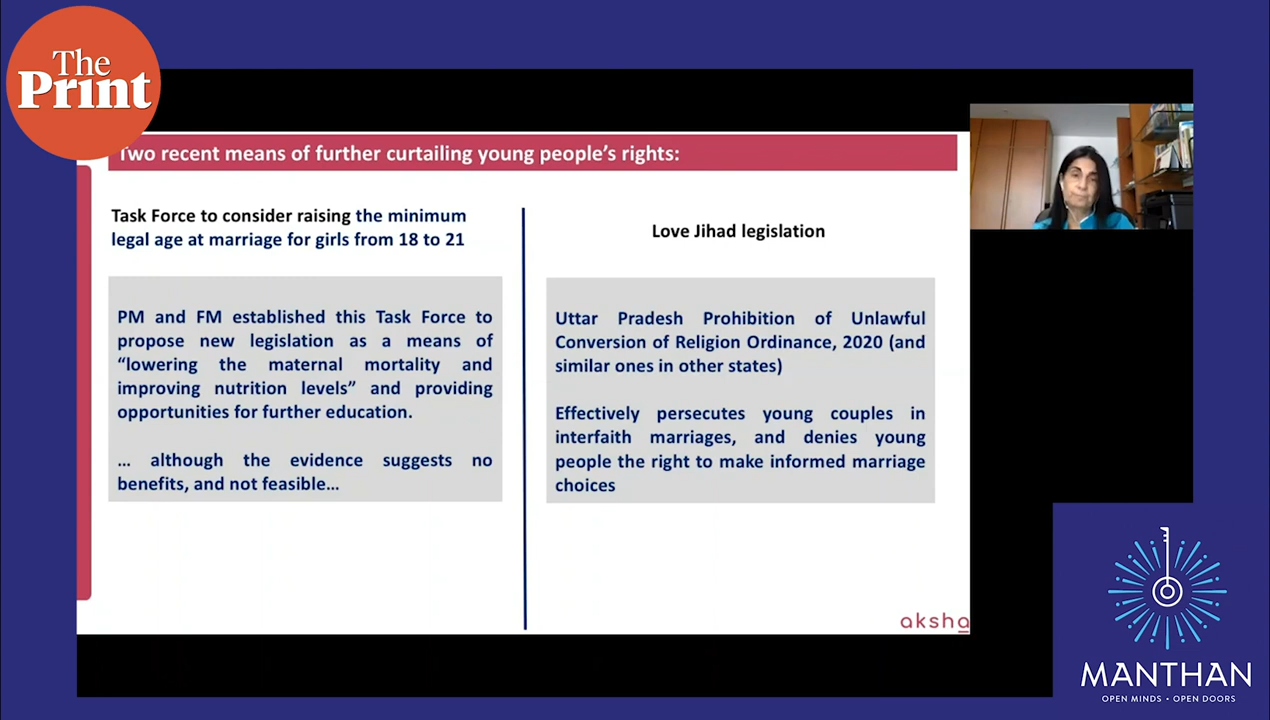 The
Print
Two recent means of further curtailing young people's rights:
Task Force to consider raising the minimum
legal age at marriage for girls from 18 to 21
PM and FM established this Task Force to
propose new legislation as a means of
“lowering the maternal mortality and
improving nutrition levels” and providing
opportunities for further education.
… although the evidence suggests no
benefits, and not feasible…
Love Jihad legislation
Uttar Pradesh Prohibition of Unlawful
Conversion of Religion Ordinance, 2020 (and
similar ones in other states)
Effectively persecutes young couples in
interfaith marriages, and denies young
people the right to make informed marriage
choices
aksha
MANTHAN
OPEN MINDS • OPEN DOORS